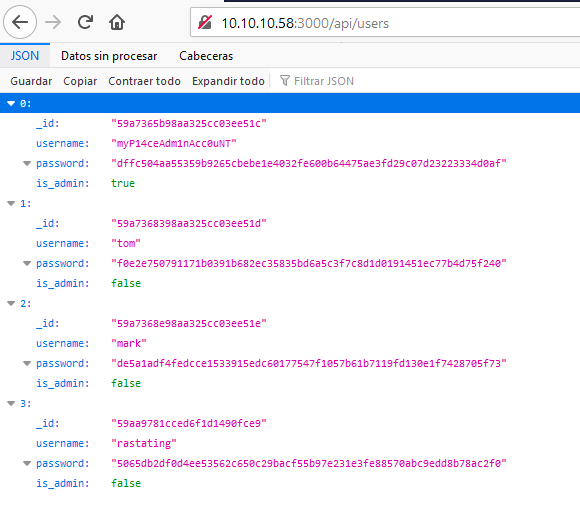 10.10.10.58:3000/api/users
JSON Datos sin procesar Cabeceras
Guardar Copiar Contraer todo Expandir todo Filtrar JSON
0:
_id: "59a7365b98aa325cc03ee51c"
username: "myP14ceAdm1nAcc0uNT"
password: "dffc504aa55359b9265cbebe1e4032fe600b64475ae3fd29c07d23223334d0af"
is_admin: true
1:
_id: "59a7368398aa325cc03ee51d"
username: "tom"
password: "f0e2e750791171b0391b682ec35835bd6a5c3f7c8d1d0191451ec77b4d75f240"
is_admin: false
2:
_id: "59a7368e98aa325cc03ee51e"
username: "mark"
password: "de5a1adf4fedcce1533915edc60177547f1057b61b7119fd130e1f7428705f73"
is_admin: false
3:
_id: "59aa9781cced6f1d1490fce9"
username: "rastating"
password: "5065db2df0d4ee53562c650c29bacf55b97e231e3fe88570abc9edd8b78ac2f0"
is_admin: false